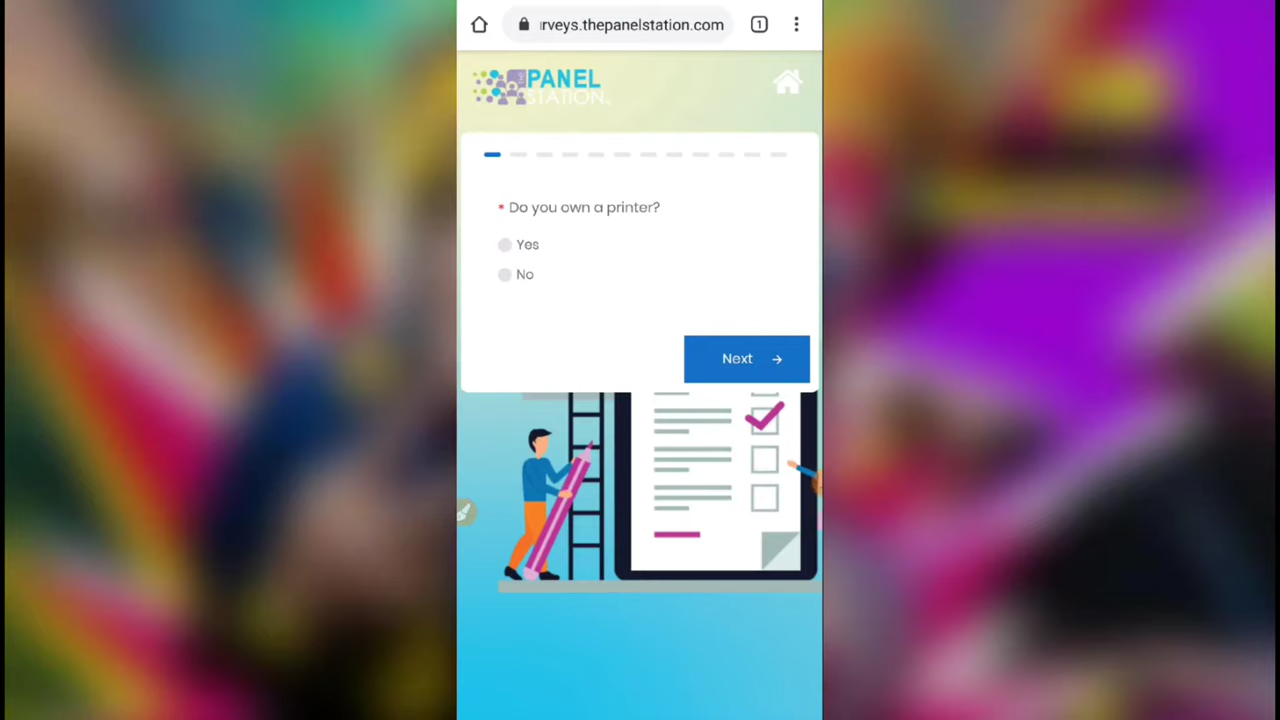 rveys.thepanelstation.com
1
PANEL
STATION
* Do you own a printer?
Yes
No
Next →